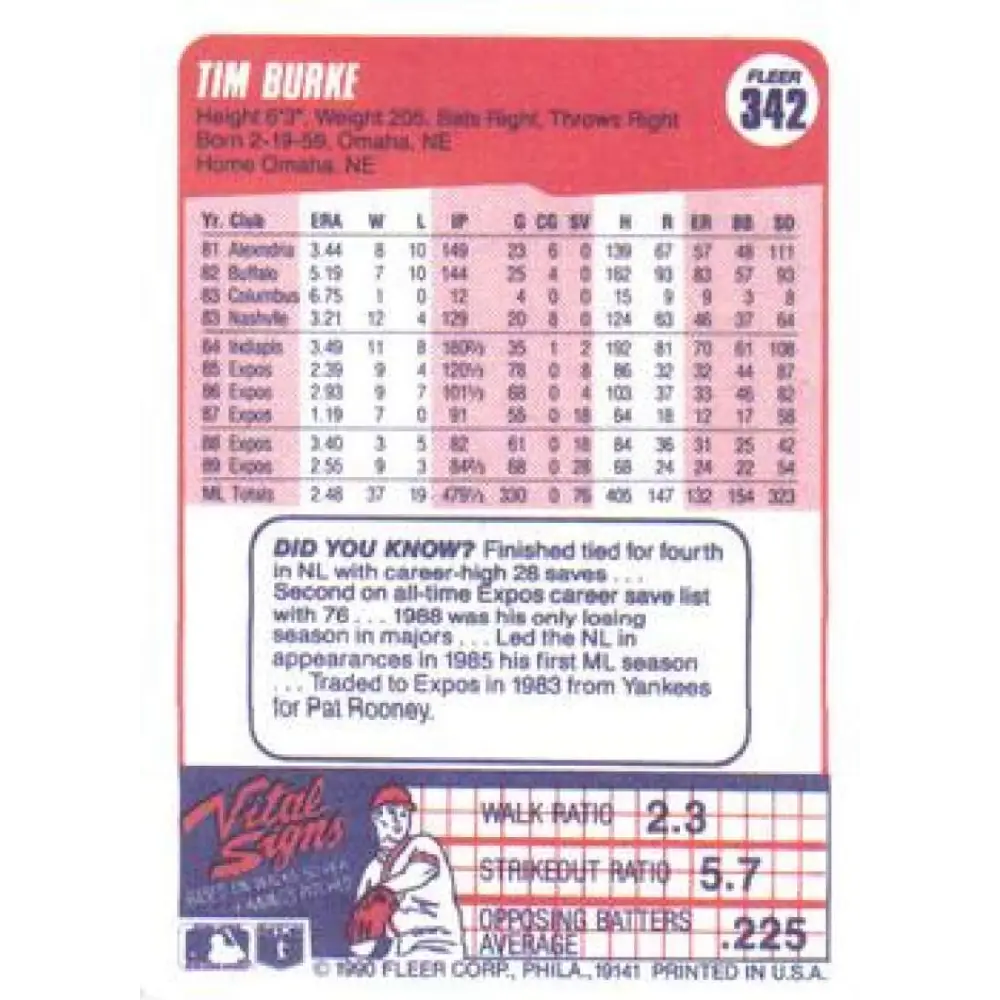 TIM BURKE
FLEER
342
Height 6'3", Weight 205, Bats Right, Throws Right
Born 2-19-59, Omaha, NE
Home Omaha, NE
Yr. Club ERA W L IP G CG SV H R ER BB SO
81 Alexndria 3.44 8 10 149 23 6 0 139 67 57 48 111
82 Buffalo 5.19 7 10 144 25 4 0 162 93 83 57 93
83 Columbus 6.75 1 0 12 4 0 0 15 9 9 3 8
83 Nashvlle 3.21 12 4 129 20 8 0 124 63 46 37 64
84 Indiapls 3.49 11 8 35 1 2 192 81 70 61 108
85 Expos 2.39 9 4 120⅓ 78 0 8 86 32 32 44 87
86 Expos 2.93 9 7 101⅓ 68 0 4 103 37 33 46 82
87 Expos 1.19 7 0 91 55 0 18 64 18 12 17 58
88 Expos 3.40 3 5 82 61 0 18 84 36 31 25 42
89 Expos 2.55 9 3 84⅔ 68 0 28 68 24 24 22 54
ML Totals 2.48 37 19 479⅓ 330 0 76 405 147 132 154 323
DID YOU KNOW? Finished tied for fourth
in NL with career-high 28 saves . . .
Second on all-time Expos career save list
with 76 . . . 1988 was his only losing
season in majors . . . Led the NL in
appearances in 1985 his first ML season
. . . Traded to Expos in 1983 from Yankees
for Pat Rooney.
Vital
Signs
WALK RATIO 2.3
STRIKEOUT RATIO 5.7
OPPOSING BATTERS
AVERAGE .225
© 1990 FLEER CORP., PHILA., 19141 PRINTED IN U.S.A.